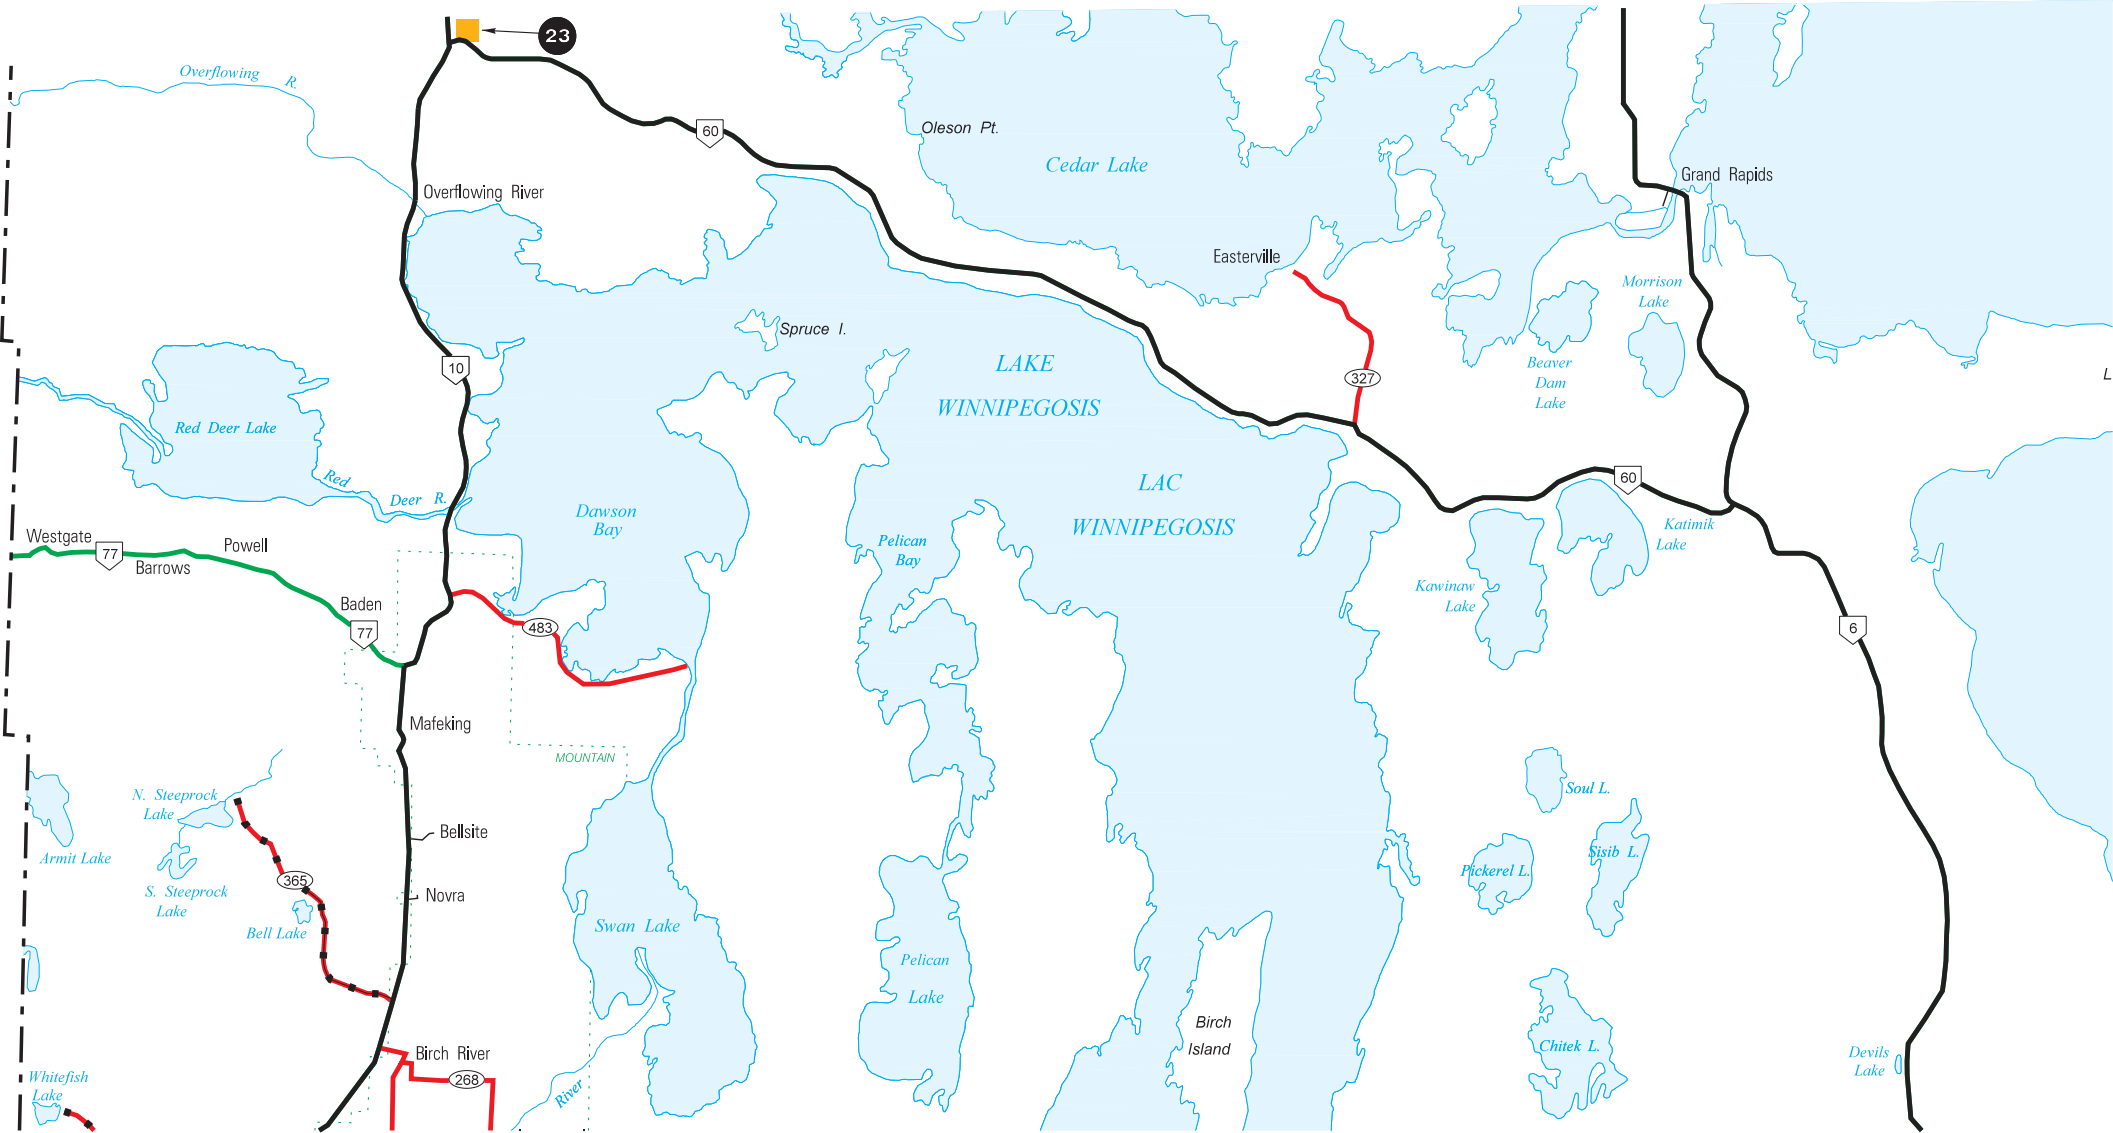 23
Overflowing R.
60
Oleson Pt.
Cedar Lake
Grand Rapids
Overflowing River
Easterville
Morrison
Lake
Spruce I.
LAKE
WINNIPEGOSIS
10
327
Beaver
Dam
Lake
L
Red Deer Lake
Red Deer R.
LAC
WINNIPEGOSIS
60
Dawson
Bay
Katimik
Lake
Westgate
77
Barrows
Powell
Pelican
Bay
Kawinaw
Lake
Baden
77
483
6
Mafeking
MOUNTAIN
N. Steeprock
Lake
Soul L.
Bellsite
Armit Lake
Sisib L.
Pickerel L.
365
S. Steeprock
Lake
Novra
Bell Lake
Swan Lake
Pelican
Lake
Birch
Island
Chitek L.
Devils
Lake
Birch River
268
Whitefish
Lake
River